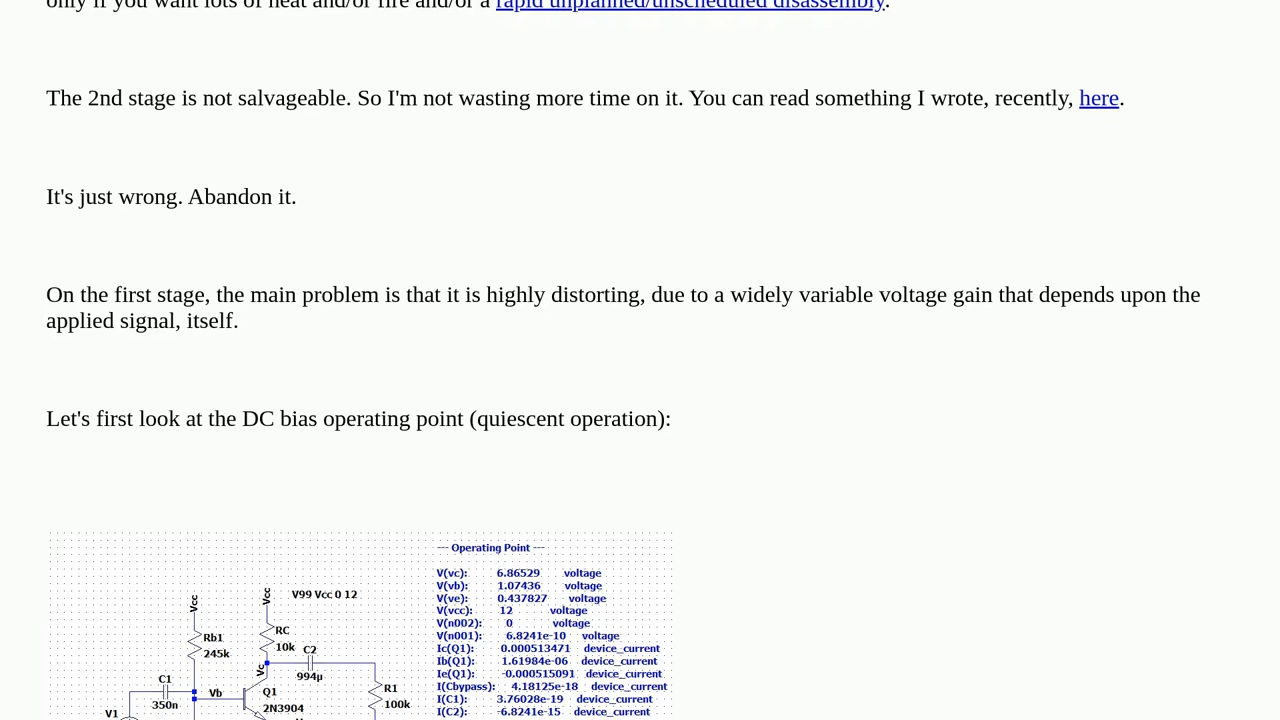 only if you want lots of heat and/or fire and/or a rapid unplanned/unscheduled disassembly.
The 2nd stage is not salvageable. So I'm not wasting more time on it. You can read something I wrote, recently, here.
It's just wrong. Abandon it.
On the first stage, the main problem is that it is highly distorting, due to a widely variable voltage gain that depends upon the
applied signal, itself.
Let's first look at the DC bias operating point (quiescent operation):
--- Operating Point ---
V(vc): 6.86529 voltage
V(vb): 1.07436 voltage
V(ve): 0.437827 voltage
V(vcc): 12 voltage
V(n002): 0 voltage
V(n001): 6.8241e-10 voltage
Ic(Q1): 0.000513471 device_current
Ib(Q1): 1.61984e-06 device_current
Ie(Q1): -0.000515091 device_current
I(Cbypass): 4.18125e-18 device_current
I(C1): 3.76028e-19 device_current
I(C2): -6.8241e-15 device_current
Vcc
Vcc
V99 Vcc 0 12
Rb1
245k
RC
10k
C2
994µ
Vc
C1
350n
Vb
Q1
2N3904
R1
100k
V1